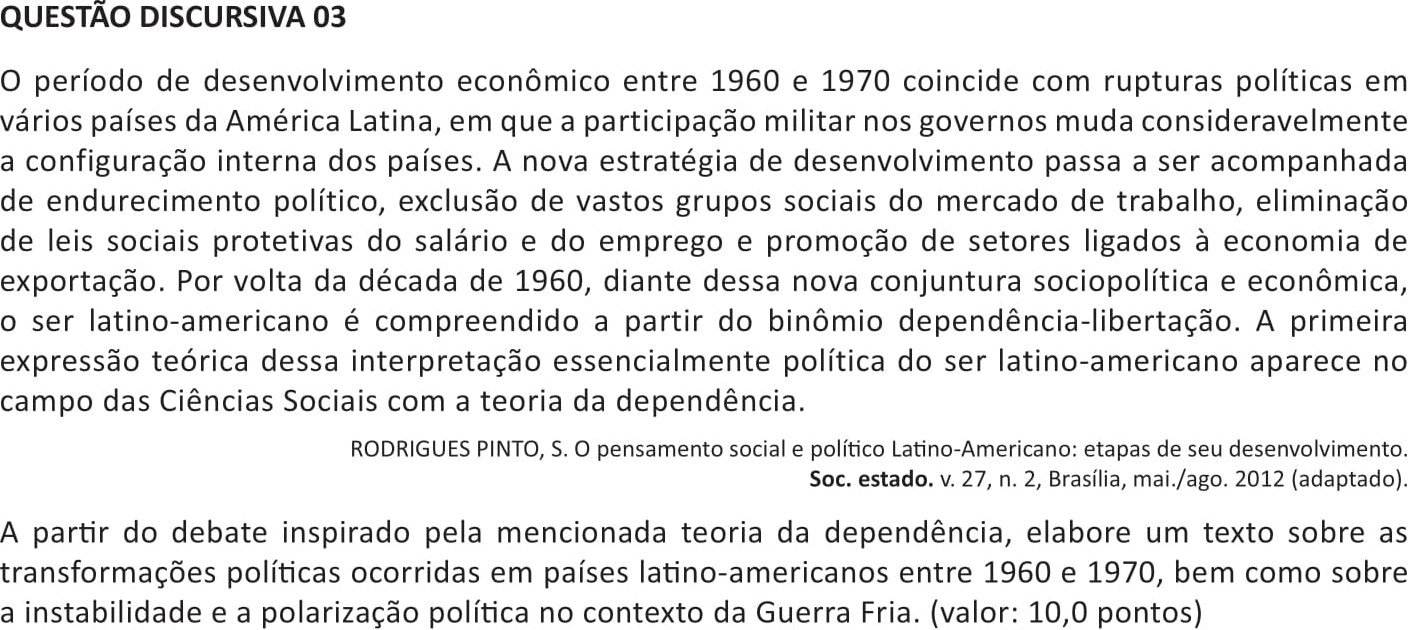 QUESTÃO DISCURSIVA 03
O período de desenvolvimento econômico entre 1960 e 1970 coincide com rupturas políticas em
vários países da América Latina, em que a participação militar nos governos muda consideravelmente
a configuração interna dos países. A nova estratégia de desenvolvimento passa a ser acompanhada
de endurecimento político, exclusão de vastos grupos sociais do mercado de trabalho, eliminação
de leis sociais protetivas do salário e do emprego e promoção de setores ligados à economia de
exportação. Por volta da década de 1960, diante dessa nova conjuntura sociopolítica e econômica,
o ser latino-americano é compreendido a partir do binômio dependência-libertação. A primeira
expressão teórica dessa interpretação essencialmente política do ser latino-americano aparece no
campo das Ciências Sociais com a teoria da dependência.
RODRIGUES PINTO, S. O pensamento social e político Latino-Americano: etapas de seu desenvolvimento.
Soc. estado. v. 27, n. 2, Brasília, mai./ago. 2012 (adaptado).
A partir do debate inspirado pela mencionada teoria da dependência, elabore um texto sobre as
transformações políticas ocorridas em países latino-americanos entre 1960 e 1970, bem como sobre
a instabilidade e a polarização política no contexto da Guerra Fria. (valor: 10,0 pontos)